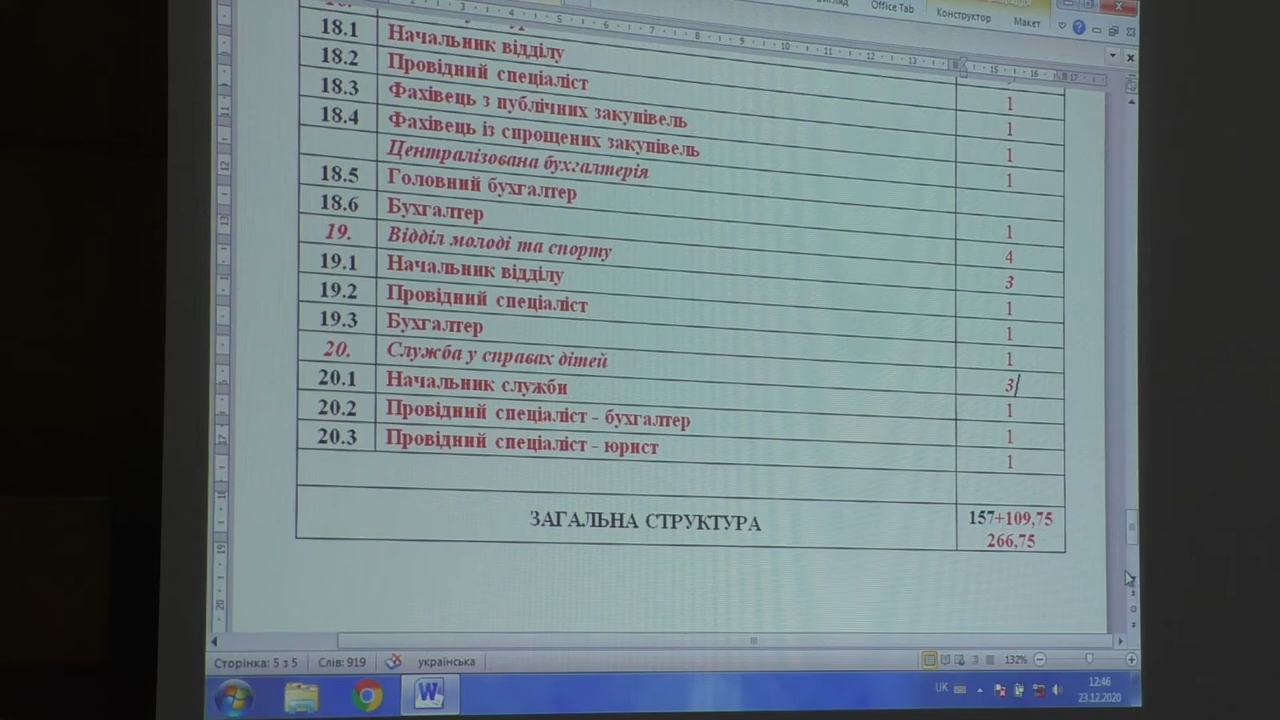 Office Tab
Конструктор
Макет
18.1 Начальник відділу 1
18.2 Провідний спеціаліст 1
18.3 Фахівець з публічних закупівель 1
18.4 Фахівець із спрощених закупівель 1
Централізована бухгалтерія
18.5 Головний бухгалтер 1
18.6 Бухгалтер 4
19. Відділ молоді та спорту 3
19.1 Начальник відділу 1
19.2 Провідний спеціаліст 1
19.3 Бухгалтер 1
20. Служба у справах дітей 3
20.1 Начальник служби 1
20.2 Провідний спеціаліст - бухгалтер 1
20.3 Провідний спеціаліст - юрист 1
ЗАГАЛЬНА СТРУКТУРА 157+109,75
266,75
Сторінка: 5 з 5 Слів: 919 українська 132%
UK 12:46
23.12.2020